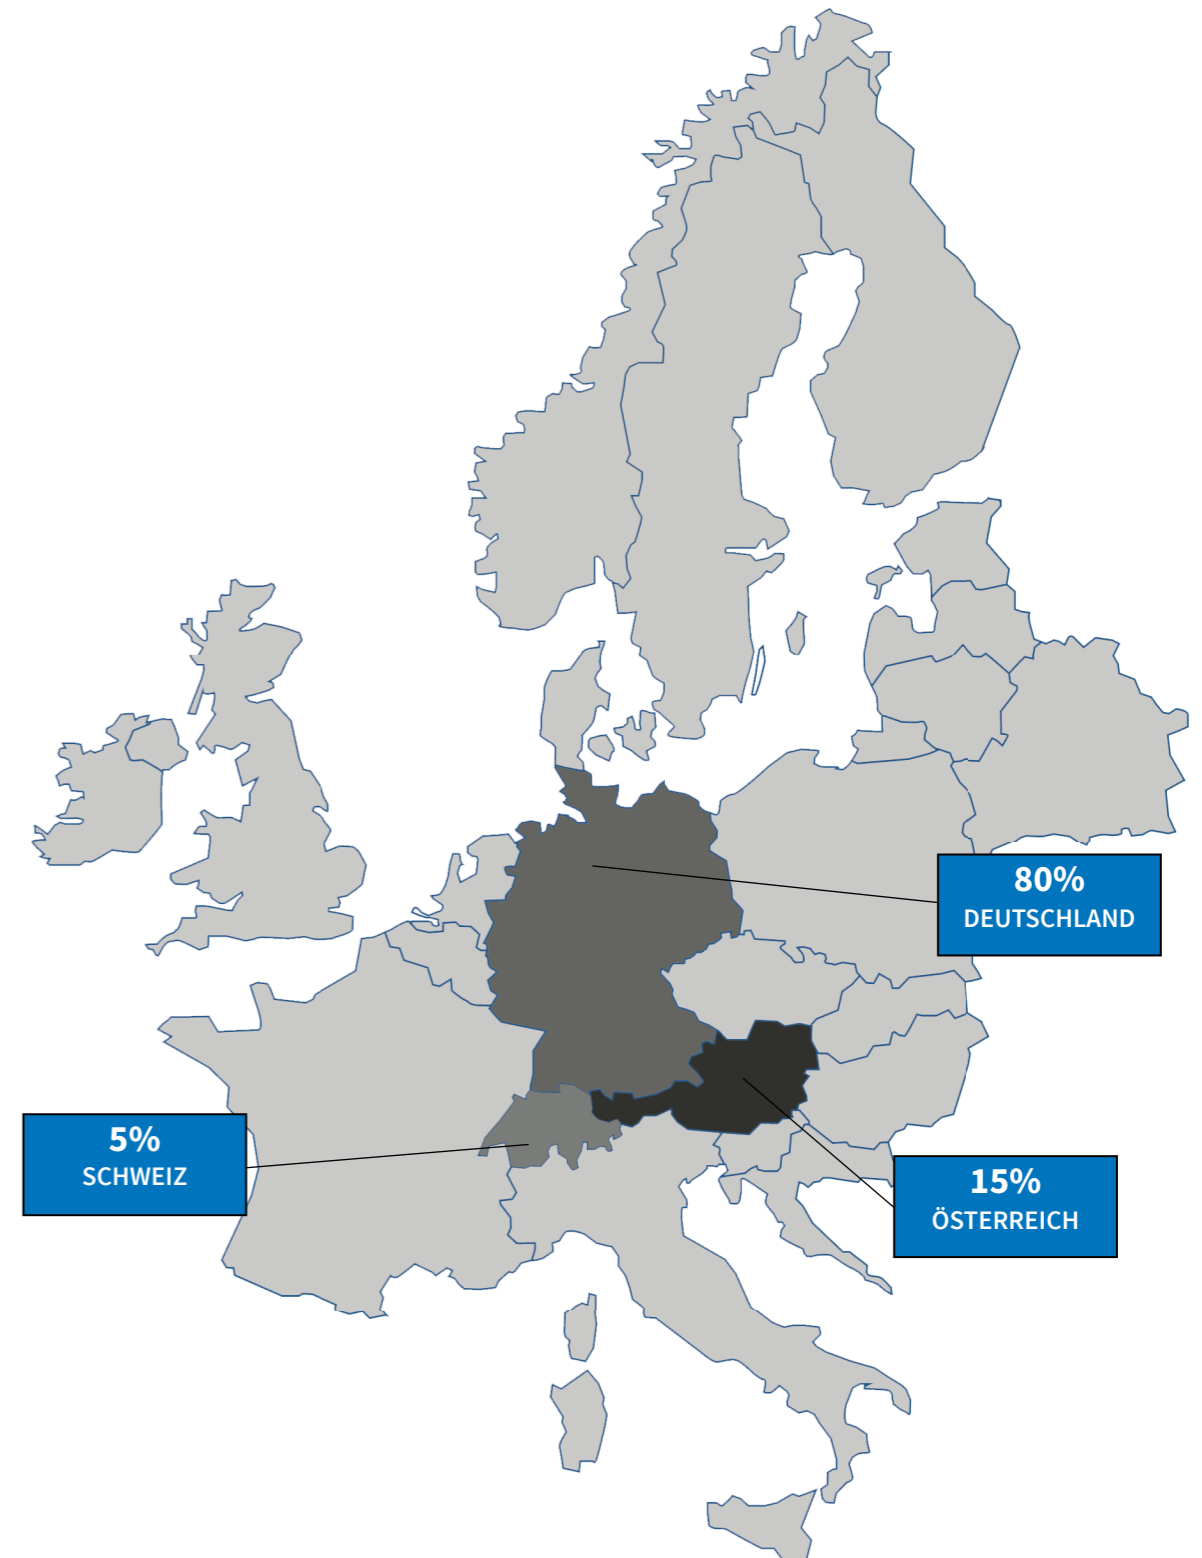 80%
DEUTSCHLAND
5%
SCHWEIZ
15%
ÖSTERREICH